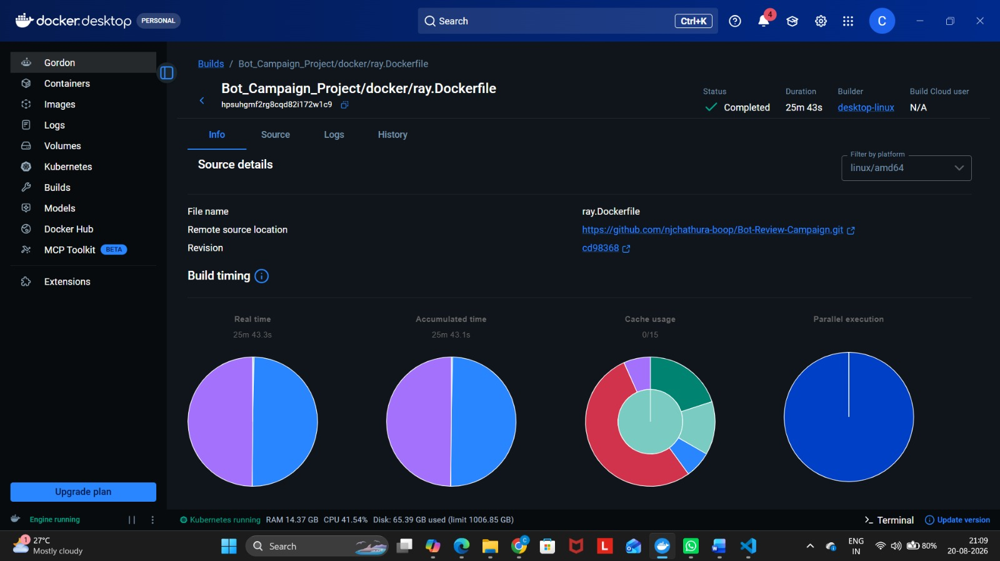 docker.desktop PERSONAL
Search Ctrl+K
4
C
Gordon
Containers
Images
Logs
Volumes
Kubernetes
Builds
Models
Docker Hub
MCP Toolkit BETA
Extensions
Upgrade plan
Builds / Bot_Campaign_Project/docker/ray.Dockerfile
Bot_Campaign_Project/docker/ray.Dockerfile
hpsuhgmf2rg8cqd82i172w1c9
Status Duration Builder Build Cloud user
Completed 25m 43s desktop-linux N/A
Info Source Logs History
Source details
Filter by platform
linux/amd64
File name ray.Dockerfile
Remote source location https://github.com/njchathura-boop/Bot-Review-Campaign.git
Revision cd98368
Build timing
Real time Accumulated time Cache usage Parallel execution
25m 43.3s 25m 43.1s 0/15
Engine running Kubernetes running RAM 14.37 GB CPU 41.54% Disk: 65.39 GB used (limit 1006.85 GB) Terminal Update version
1
27°C
Mostly cloudy
Search
C
L
ENG
IN
80%
21:09
20-08-2026